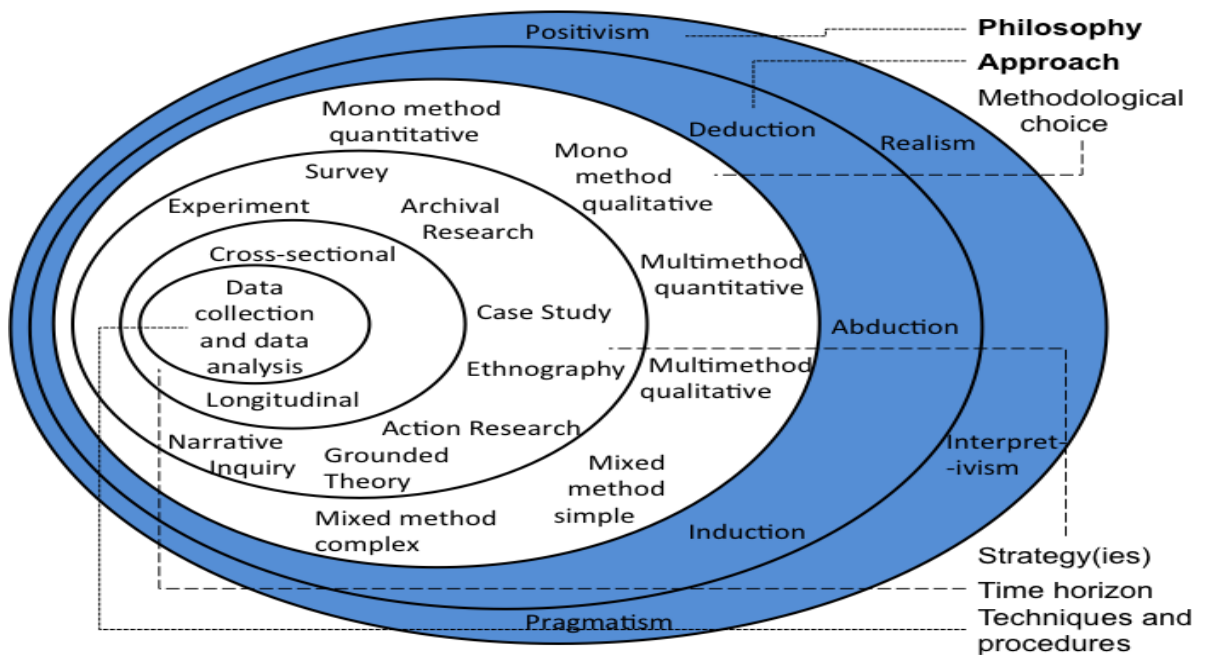 Positivism
Philosophy
Approach
Methodological
choice
Mono method
quantitative
Deduction
Realism
Mono
method
qualitative
Survey
Experiment
Archival
Research
Cross-sectional
Multimethod
quantitative
Data
collection
and data
analysis
Case Study
Abduction
Ethnography
Multimethod
qualitative
Longitudinal
Action Research
Narrative
Inquiry
Grounded
Theory
Interpret-
-ivism
Mixed
method
simple
Mixed method
complex
Induction
Strategy(ies)
Time horizon
Pragmatism
Techniques and
procedures